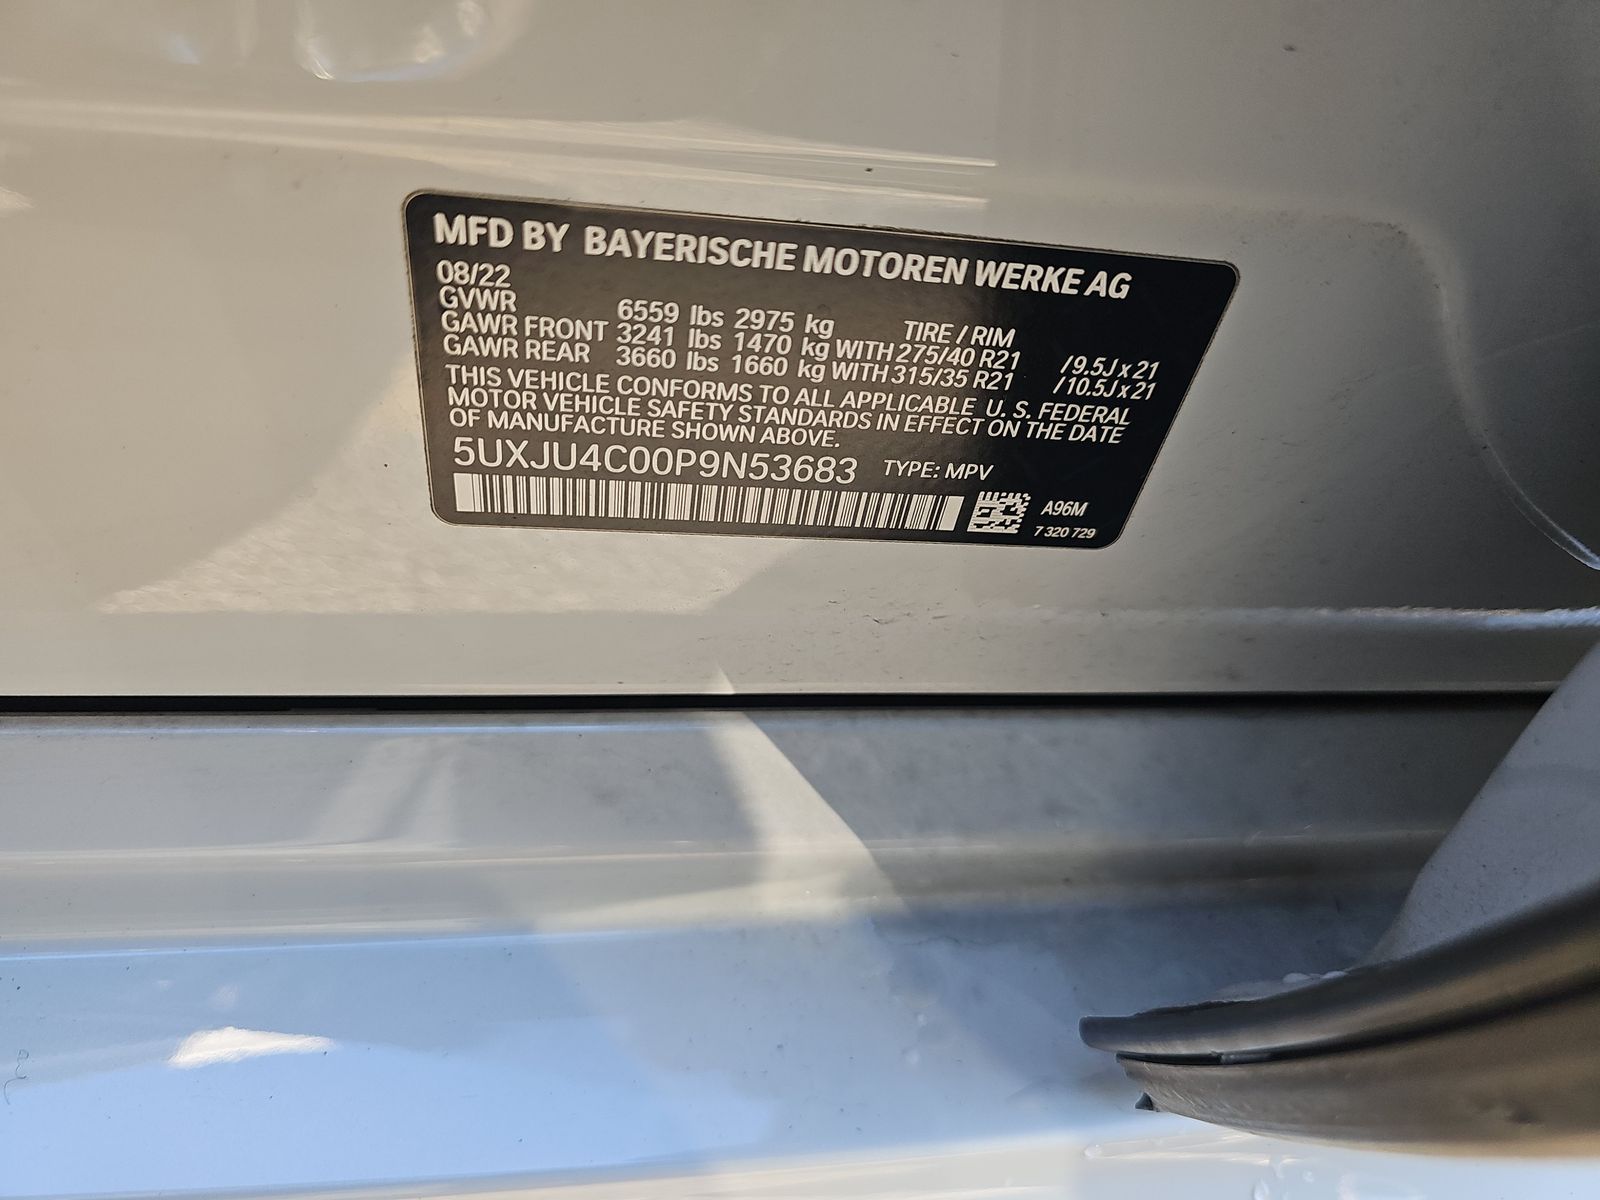 MFD BY BAYERISCHE MOTOREN WERKE AG
08/22
GVWR 6559 lbs 2975 kg TIRE / RIM
GAWR FRONT 3241 lbs 1470 kg WITH 275/40 R21 /9.5J x 21
GAWR REAR 3660 lbs 1660 kg WITH 315/35 R21 /10.5J x 21
THIS VEHICLE CONFORMS TO ALL APPLICABLE U. S. FEDERAL
MOTOR VEHICLE SAFETY STANDARDS IN EFFECT ON THE DATE
OF MANUFACTURE SHOWN ABOVE.
5UXJU4C00P9N53683 TYPE: MPV
A96M
7 320 729